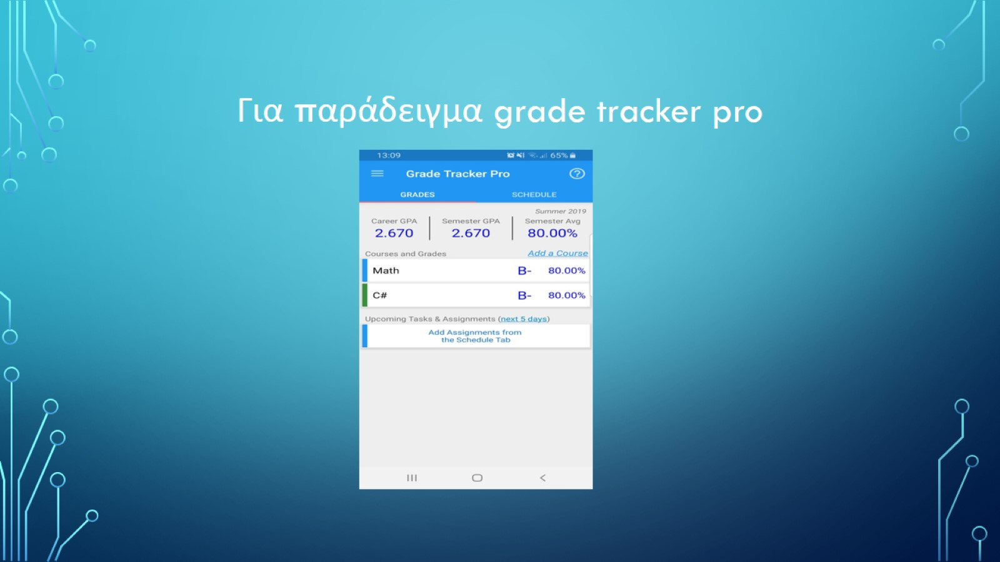 Για παράδειγμα grade tracker pro
13:09 65%
Grade Tracker Pro
GRADES SCHEDULE
Summer 2019
Career GPA Semester GPA Semester Avg
2.670 2.670 80.00%
Courses and Grades Add a Course
Math B- 80.00%
C# B- 80.00%
Upcoming Tasks & Assignments (next 5 days)
Add Assignments from
the Schedule Tab